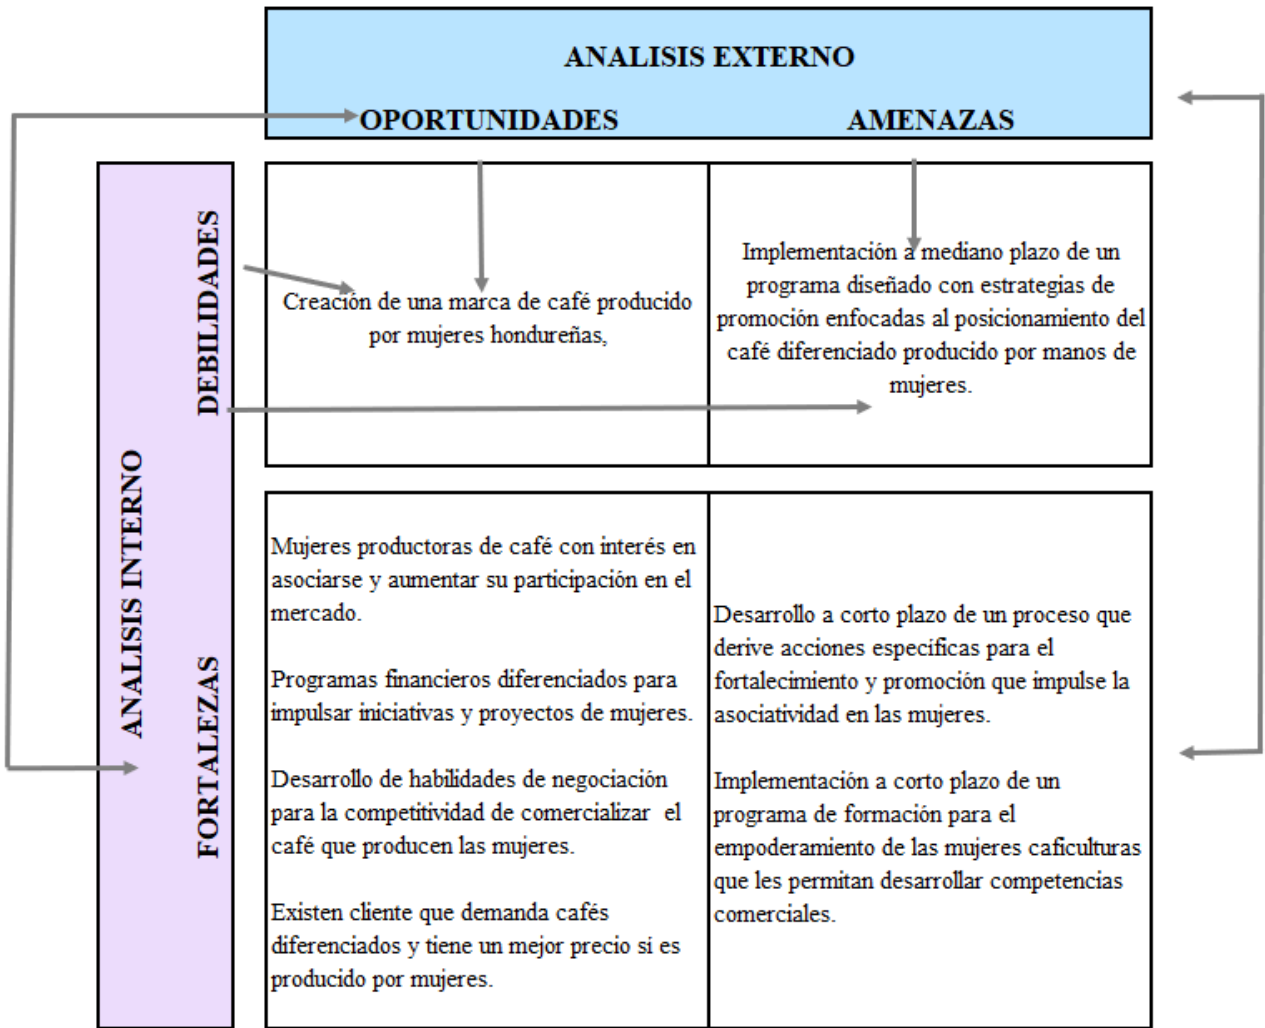 ANALISIS EXTERNO
OPORTUNIDADES
AMENAZAS
ANALISIS INTERNO
DEBILIDADES
Creación de una marca de café producido
por mujeres hondureñas,
Implementación a mediano plazo de un
programa diseñado con estrategias de
promoción enfocadas al posicionamiento del
café diferenciado producido por manos de
mujeres.
FORTALEZAS
Mujeres productoras de café con interés en
asociarse y aumentar su participación en el
mercado.
Programas financieros diferenciados para
impulsar iniciativas y proyectos de mujeres.
Desarrollo de habilidades de negociación
para la competitividad de comercializar el
café que producen las mujeres.
Existen cliente que demanda cafés
diferenciados y tiene un mejor precio si es
producido por mujeres.
Desarrollo a corto plazo de un proceso que
derive acciones especificas para el
fortalecimiento y promoción que impulse la
asociatividad en las mujeres.
Implementación a corto plazo de un
programa de formación para el
empoderamiento de las mujeres caficulturas
que les permitan desarrollar competencias
comerciales.